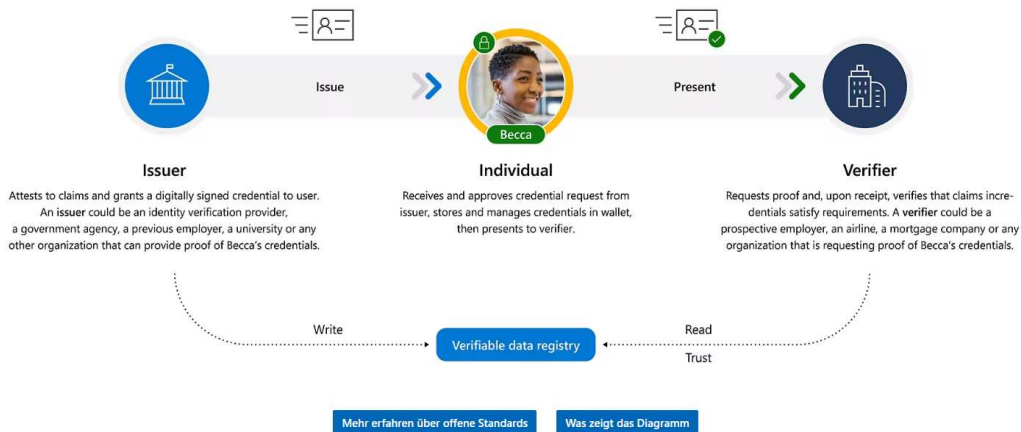 Issue
Present
Becca
Issuer
Attests to claims and grants a digitally signed credential to user.
An issuer could be an identity verification provider,
a government agency, a previous employer, a university or any
other organization that can provide proof of Becca's credentials.
Individual
Receives and approves credential request from
issuer, stores and manages credentials in wallet,
then presents to verifier.
Verifier
Requests proof and, upon receipt, verifies that claims incre-
dentials satisfy requirements. A verifier could be a
prospective employer, an airline, a mortgage company or any
organization that is requesting proof of Becca's credentials.
Write
Verifiable data registry
Read
Trust
Mehr erfahren über offene Standards
Was zeigt das Diagramm